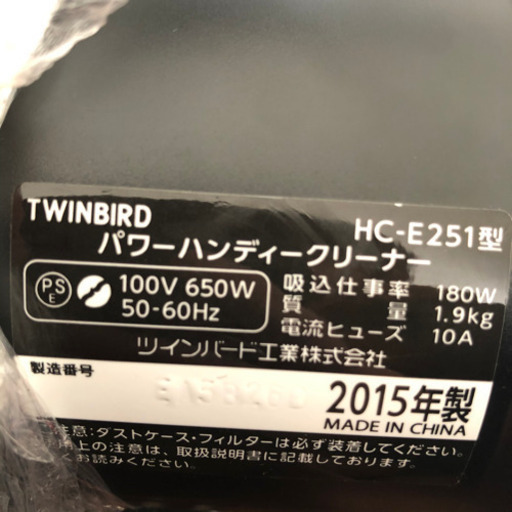 TWINBIRD
HC-E251型
パワーハンディークリーナー
PS
E
100V 650W
50-60Hz
吸込仕事率 180W
質量 1.9kg
電流ヒューズ 10A
ツインバード工業株式会社
製造番号
2015年製
MADE IN CHINA
注意:ダストケース・フィルターは必ず装着してください。
上の注意は、取扱説明書に記載しております。
お読みください。